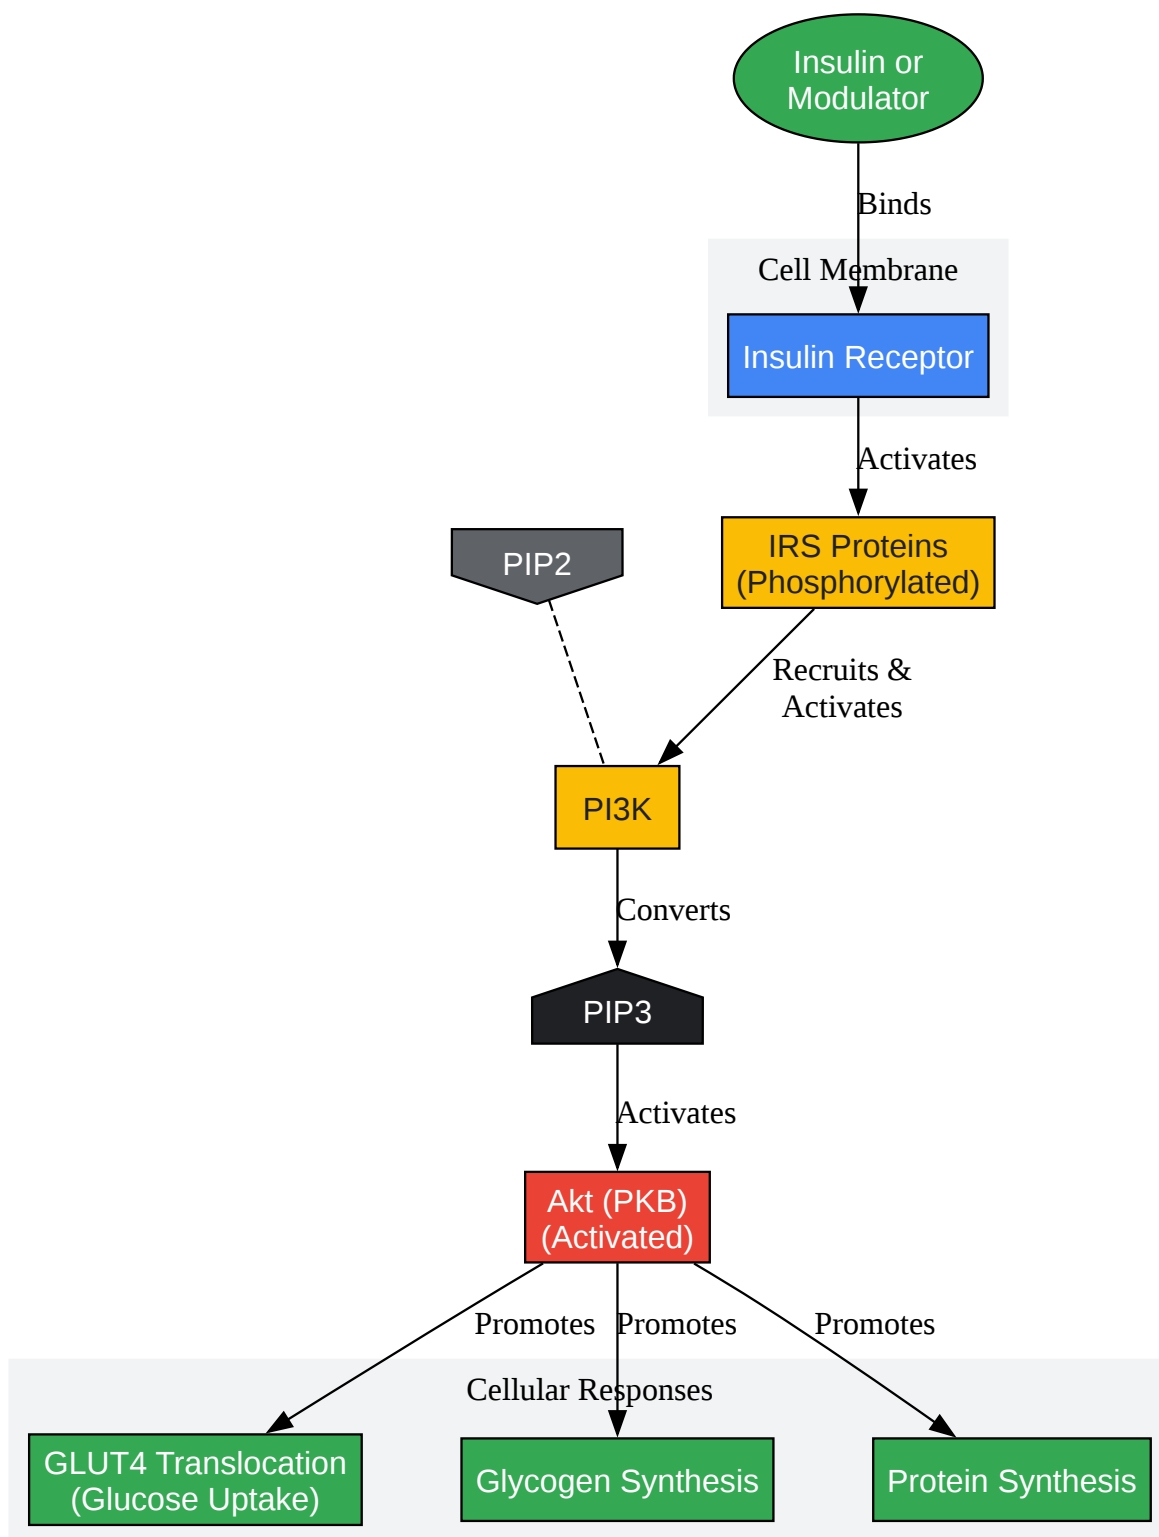 Insulin or
Modulator
Binds
Cell Membrane
Insulin Receptor
Activates
IRS Proteins
(Phosphorylated)
PIP2
Recruits &
Activates
PI3K
Converts
PIP3
Activates
Akt (PKB)
(Activated)
Promotes
Promotes
Promotes
Cellular Responses
GLUT4 Translocation
(Glucose Uptake)
Glycogen Synthesis
Protein Synthesis